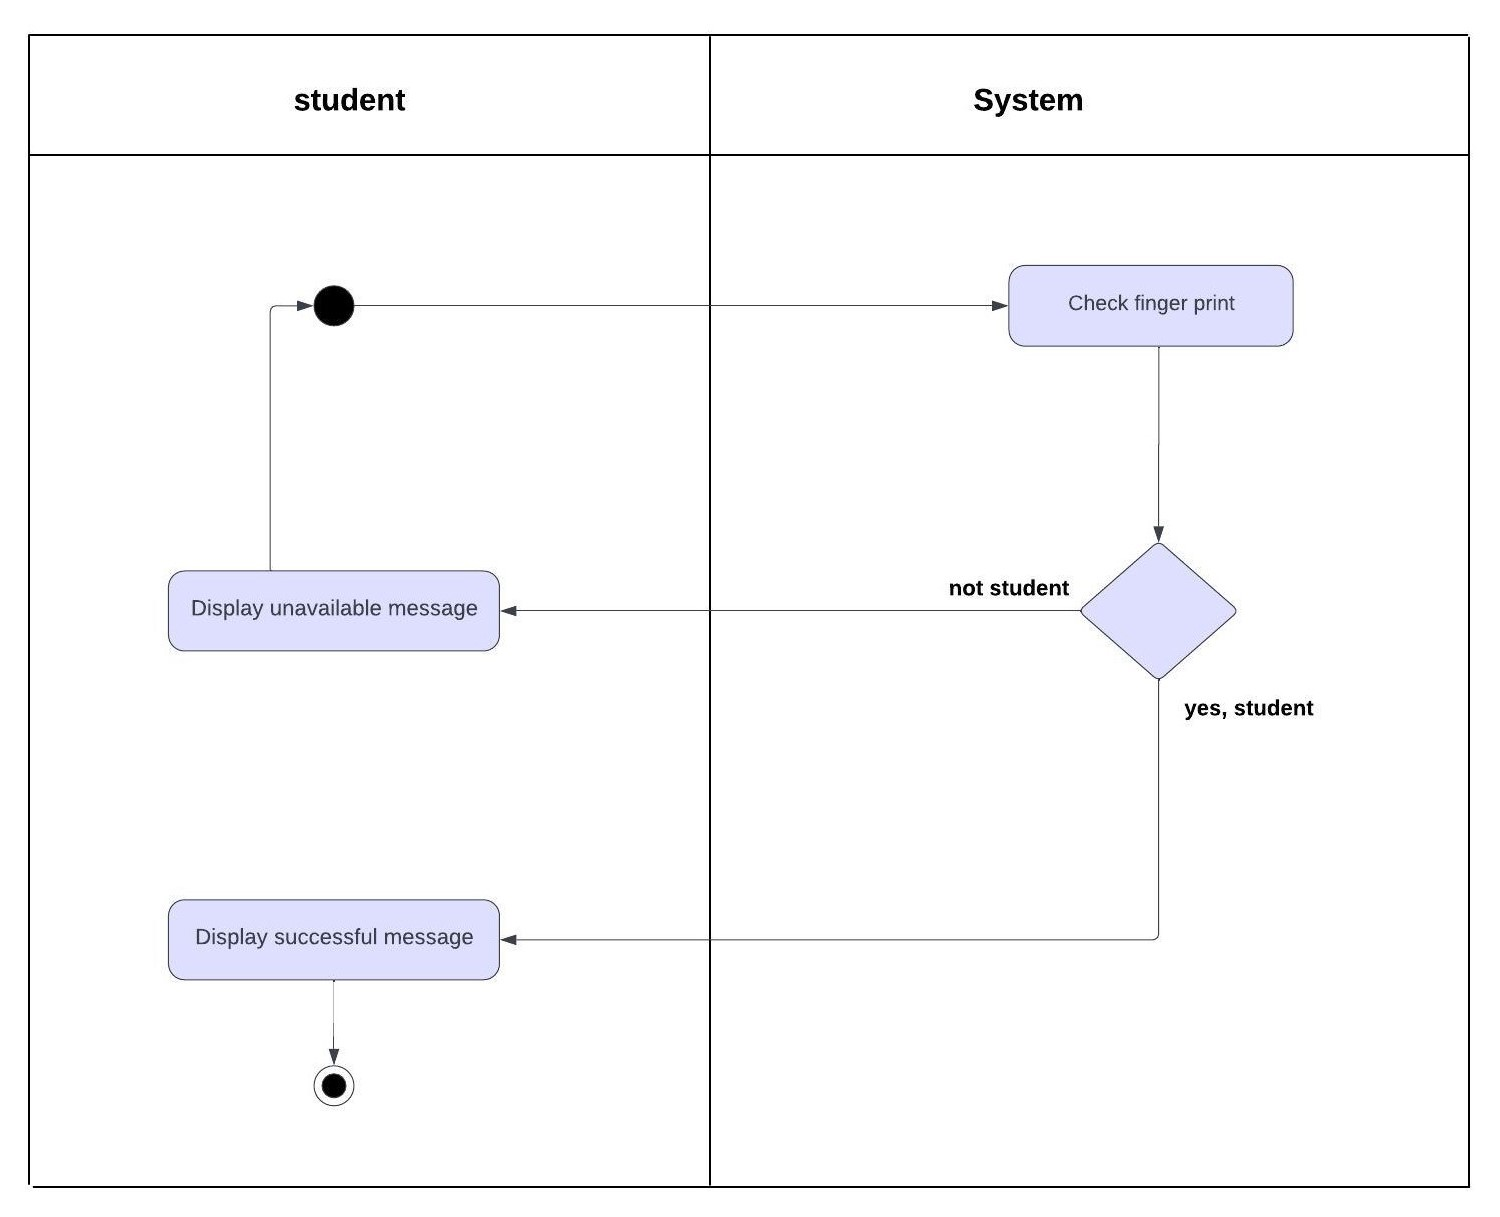 student
System
Check finger print
not student
Display unavailable message
yes, student
Display successful message